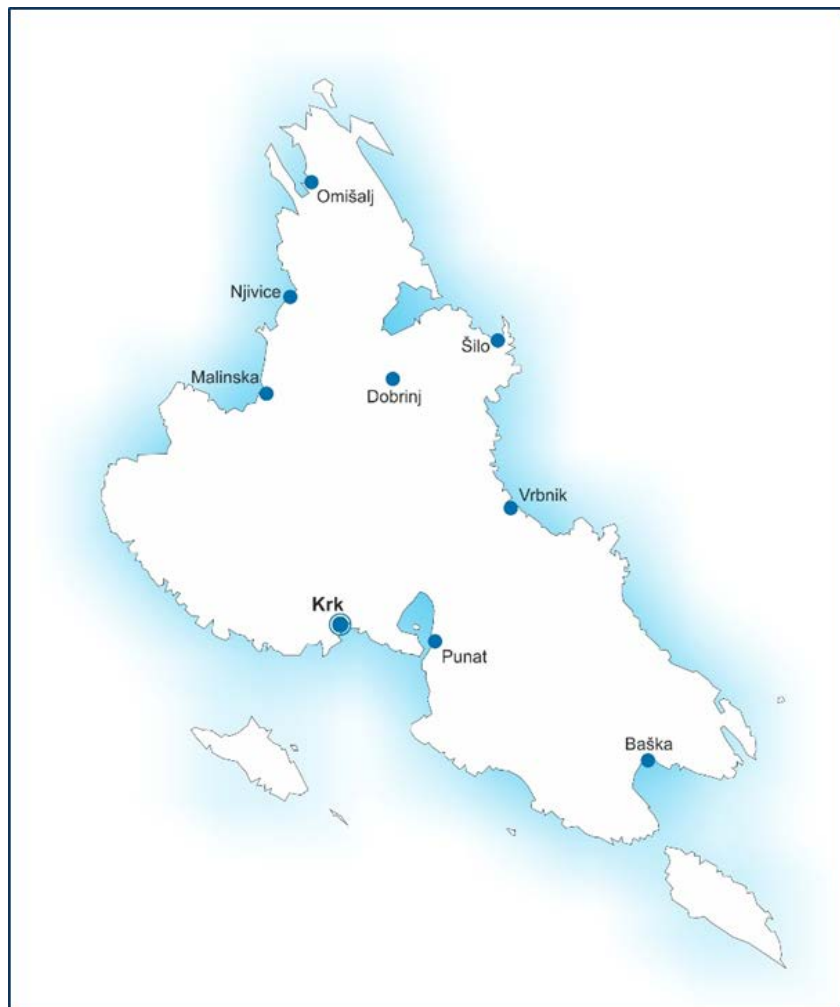 Omišalj
Njivice
Šilo
Malinska
Dobrinj
Vrbnik
Krk
Punat
Baška